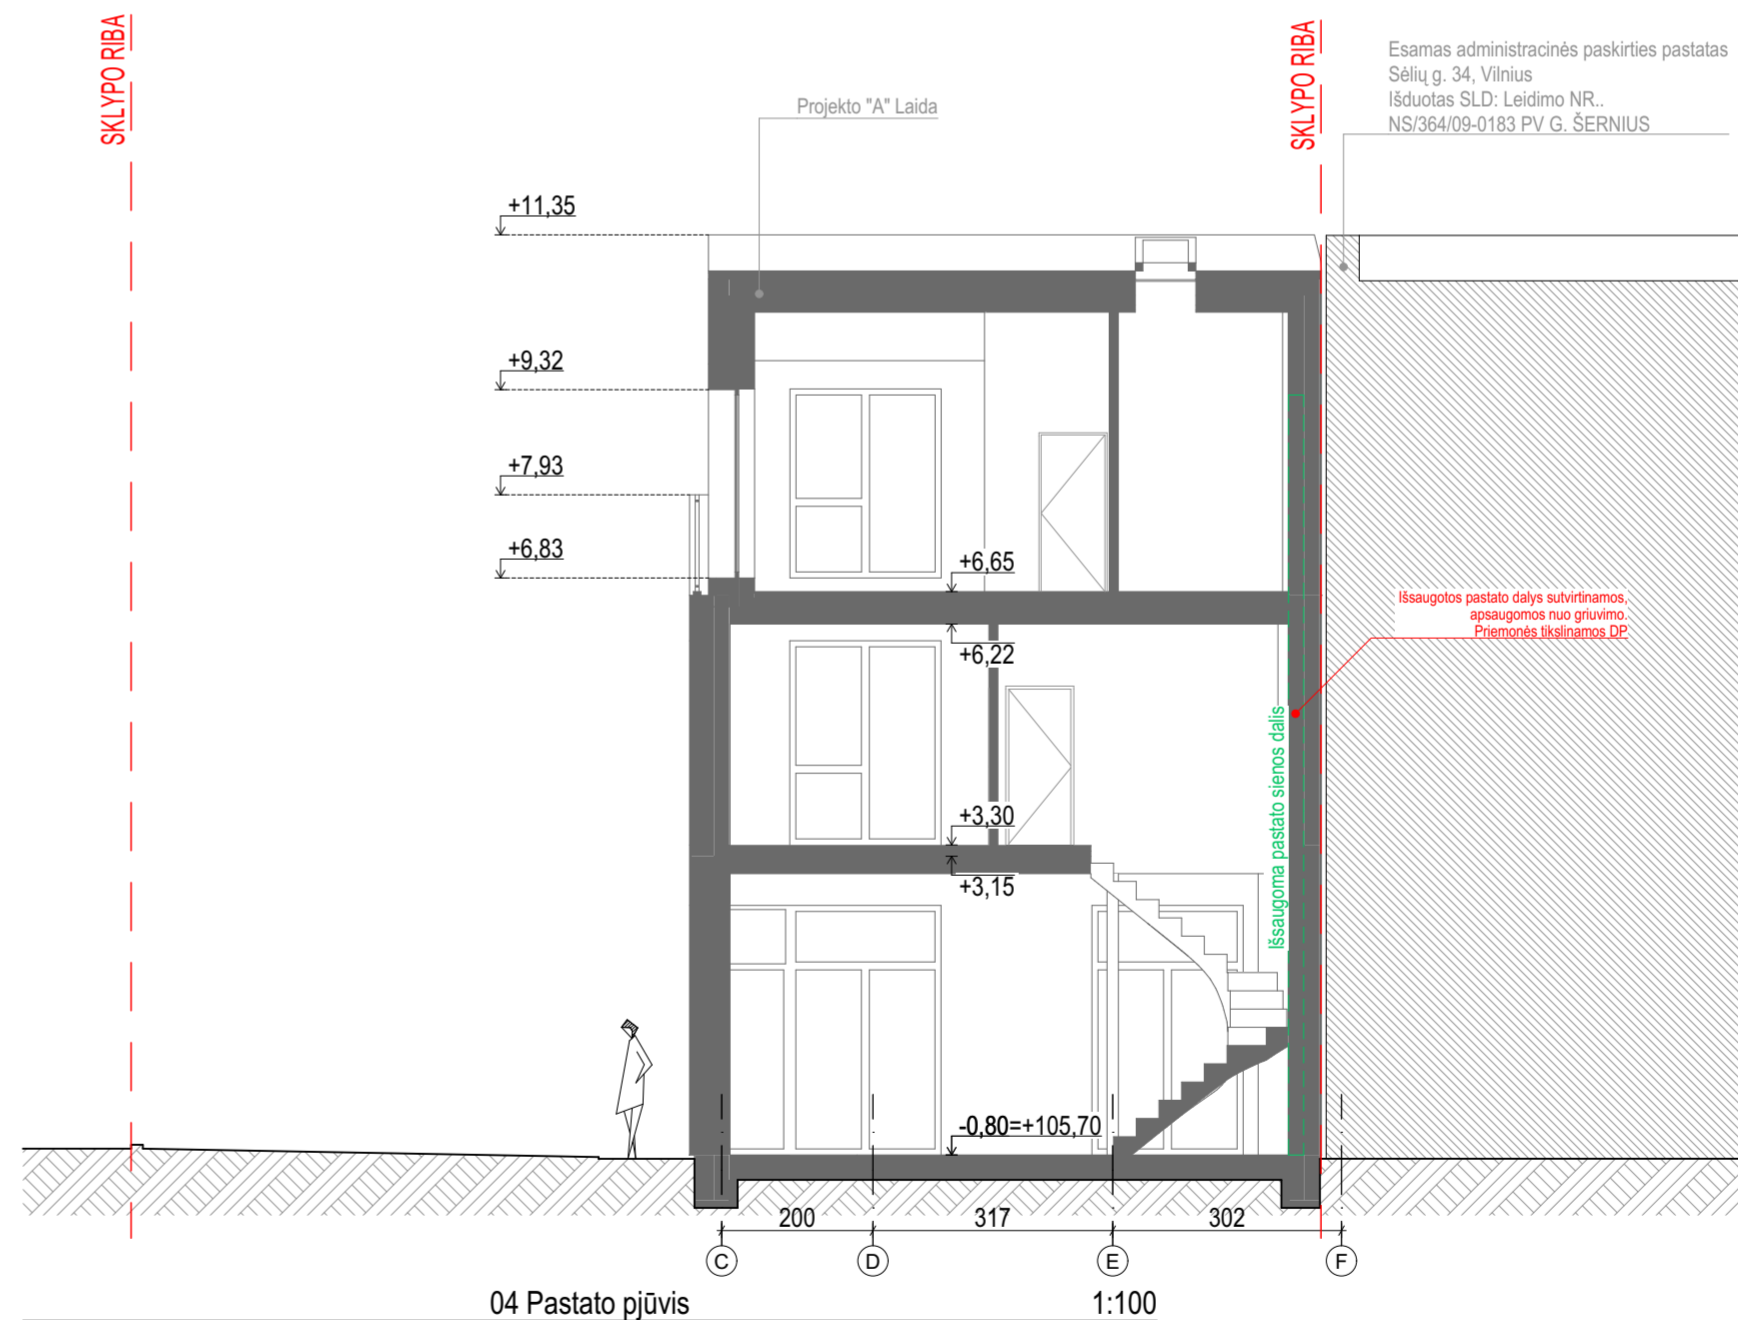 SKLYPO RIBA
SKLYPO RIBA
Esamas administracinės paskirties pastatas
Sėlių g. 34, Vilnius
Išduotas SLD: Leidimo NR..
NS/364/09-0183 PV G. ŠERNIUS
Projekto "A" Laida
+11,35
+9,32
+7,93
+6,83
+6,65
+6,22
Išsaugotos pastato dalys sutvirtinamos,
apsaugomos nuo griuvimo.
Priemonės tikslinamos DP
Išsaugoma pastato sienos dalis
+3,30
+3,15
-0,80=+105,70
200
317
302
C
D
E
F
04 Pastato pjūvis
1:100